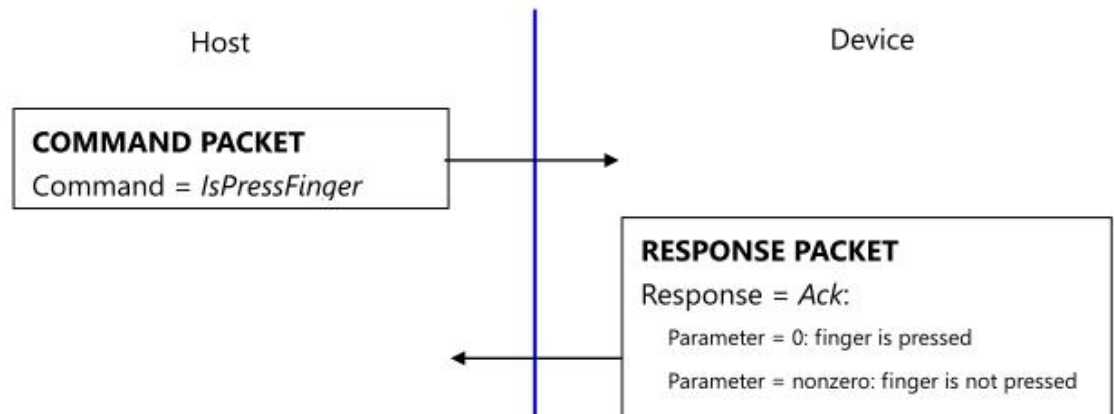 Host
Device
COMMAND PACKET
Command = IsPressFinger
RESPONSE PACKET
Response = Ack:
Parameter = 0: finger is pressed
Parameter = nonzero: finger is not pressed